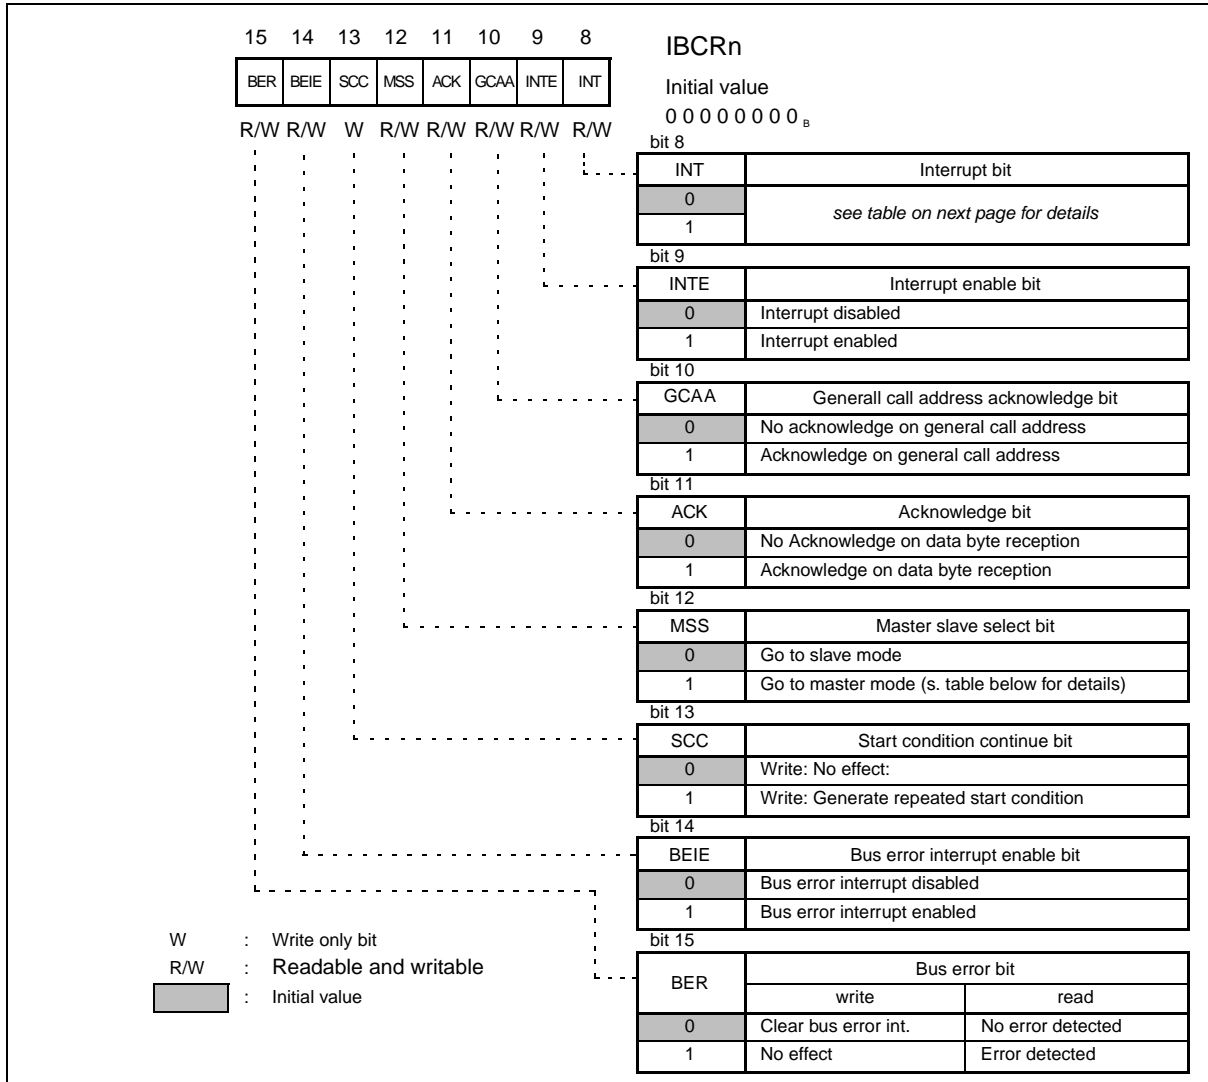 15 14 13 12 11 10 9 8
IBCRn
BER BEIE SCC MSS ACK GCAA INTE INT
Initial value
0 0 0 0 0 0 0 0 B
R/W R/W W R/W R/W R/W R/W R/W
bit 8
INT Interrupt bit
0
see table on next page for details
1
bit 9
INTE Interrupt enable bit
0 Interrupt disabled
1 Interrupt enabled
bit 10
GCAA Generall call address acknowledge bit
0 No acknowledge on general call address
1 Acknowledge on general call address
bit 11
ACK Acknowledge bit
0 No Acknowledge on data byte reception
1 Acknowledge on data byte reception
bit 12
MSS Master slave select bit
0 Go to slave mode
1 Go to master mode (s. table below for details)
bit 13
SCC Start condition continue bit
0 Write: No effect:
1 Write: Generate repeated start condition
bit 14
BEIE Bus error interrupt enable bit
0 Bus error interrupt disabled
1 Bus error interrupt enabled
bit 15
BER Bus error bit
write read
0 Clear bus error int. No error detected
1 No effect Error detected
W : Write only bit
R/W : Readable and writable
: Initial value